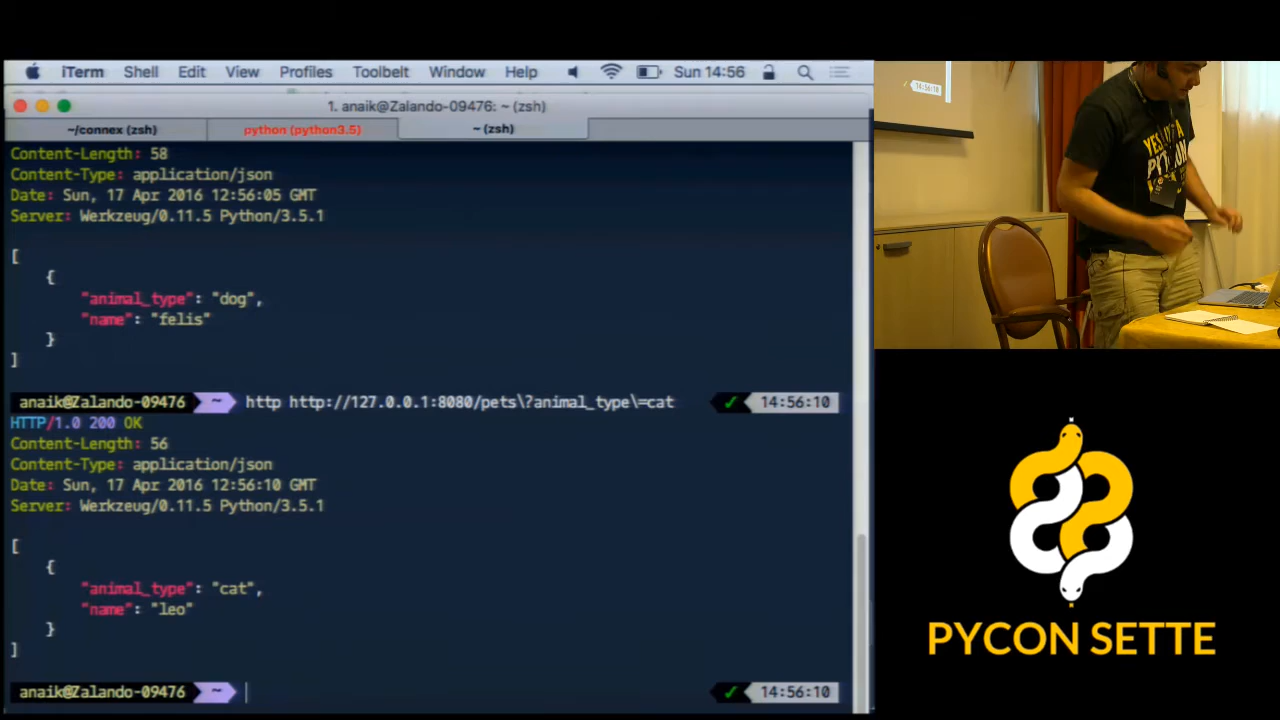 iTerm Shell Edit View Profiles Toolbelt Window Help Sun 14:56
1. anaik@Zalando-09476: ~ (zsh)
~/connex (zsh) python (python3.5) ~ (zsh)
Content-Length: 58
Content-Type: application/json
Date: Sun, 17 Apr 2016 12:56:05 GMT
Server: Werkzeug/0.11.5 Python/3.5.1
[
{
"animal_type": "dog",
"name": "felis"
}
]
anaik@Zalando-09476 ~ http http://127.0.0.1:8080/pets\?animal_type\=cat ✓ 14:56:10
HTTP/1.0 200 OK
Content-Length: 56
Content-Type: application/json
Date: Sun, 17 Apr 2016 12:56:10 GMT
Server: Werkzeug/0.11.5 Python/3.5.1
[
{
"animal_type": "cat",
"name": "leo"
}
]
anaik@Zalando-09476 ~ ✓ 14:56:10
14:56:10
PYCON SETTE